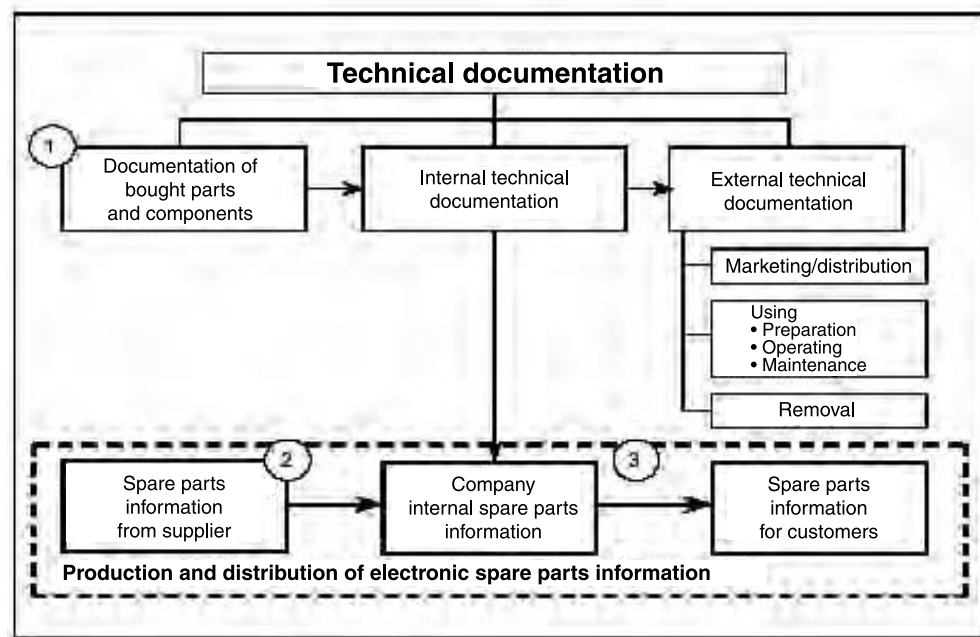 Technical documentation
1
Documentation of
bought parts
and components
Internal technical
documentation
External technical
documentation
Marketing/distribution
Using
• Preparation
• Operating
• Maintenance
Removal
2
3
Spare parts
information
from supplier
Company
internal spare parts
information
Spare parts
information
for customers
Production and distribution of electronic spare parts information